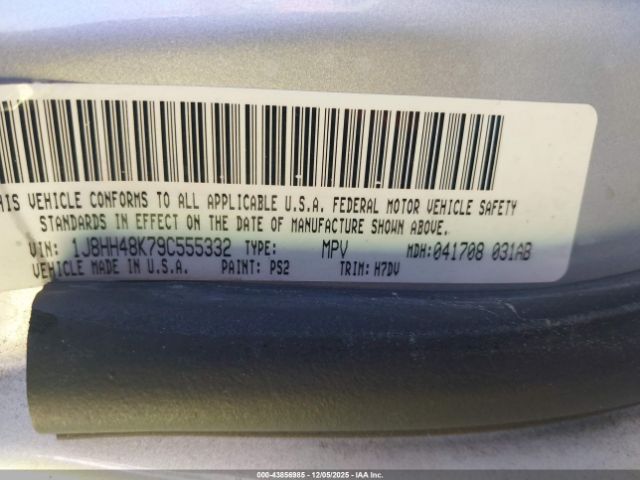 HIS VEHICLE CONFORMS TO ALL APPLICABLE U.S.A. FEDERAL MOTOR VEHICLE SAFETY
STANDARDS IN EFFECT ON THE DATE OF MANUFACTURE SHOWN ABOVE.
VIN: 1J8HH48K79C555332 TYPE: MPV MDH:041708 031AB
VEHICLE MADE IN U.S.A. PAINT: PS2 TRIM: H7DV
000-43856985 12/05/2025 IAA Inc.